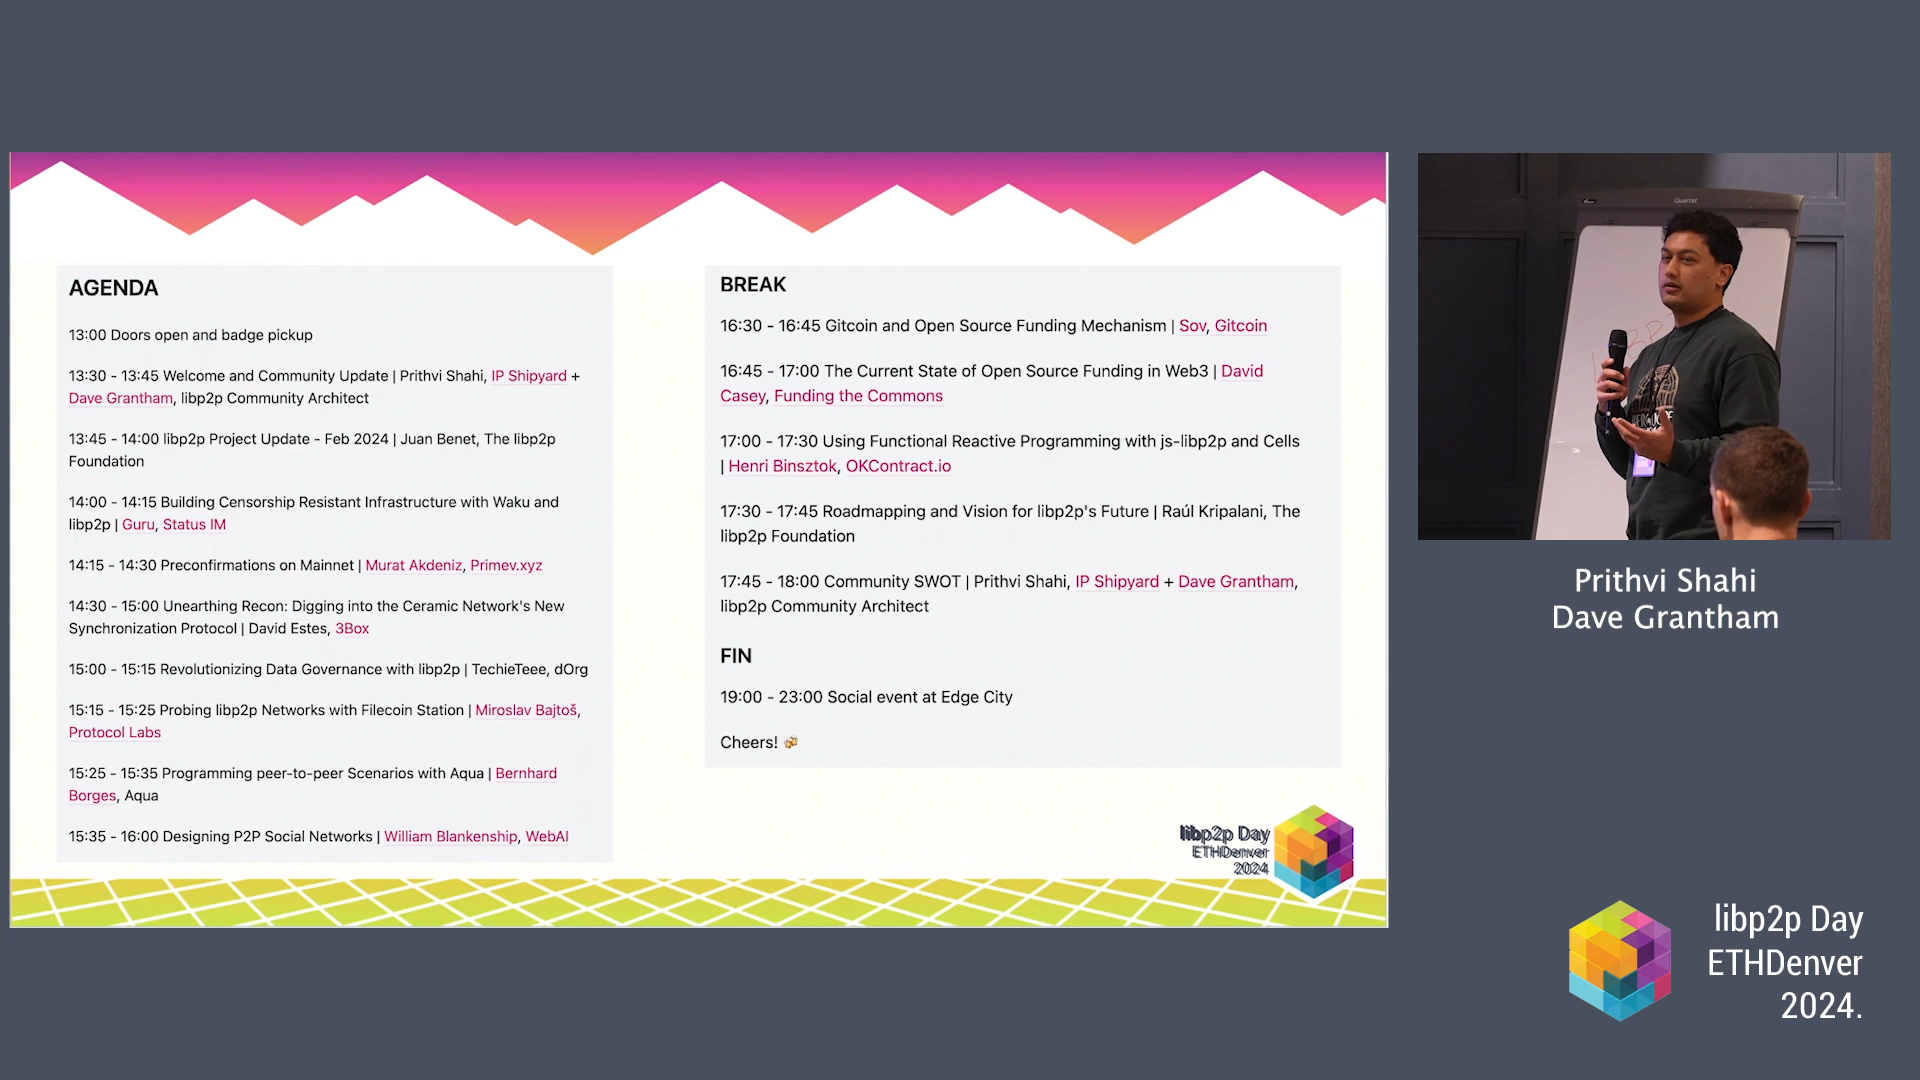 AGENDA
13:00 Doors open and badge pickup
13:30 - 13:45 Welcome and Community Update | Prithvi Shahi, IP Shipyard +
Dave Grantham, libp2p Community Architect
13:45 - 14:00 libp2p Project Update - Feb 2024 | Juan Benet, The libp2p
Foundation
14:00 - 14:15 Building Censorship Resistant Infrastructure with Waku and
libp2p | Guru, Status IM
14:15 - 14:30 Preconfirmations on Mainnet | Murat Akdeniz, Primev.xyz
14:30 - 15:00 Unearthing Recon: Digging into the Ceramic Network's New
Synchronization Protocol | David Estes, 3Box
15:00 - 15:15 Revolutionizing Data Governance with libp2p | TechieTeee, dOrg
15:15 - 15:25 Probing libp2p Networks with Filecoin Station | Miroslav Bajtoš,
Protocol Labs
15:25 - 15:35 Programming peer-to-peer Scenarios with Aqua | Bernhard
Borges, Aqua
15:35 - 16:00 Designing P2P Social Networks | William Blankenship, WebAI
BREAK
16:30 - 16:45 Gitcoin and Open Source Funding Mechanism | Sov, Gitcoin
16:45 - 17:00 The Current State of Open Source Funding in Web3 | David
Casey, Funding the Commons
17:00 - 17:30 Using Functional Reactive Programming with js-libp2p and Cells
| Henri Binsztok, OKContract.io
17:30 - 17:45 Roadmapping and Vision for libp2p's Future | Raúl Kripalani, The
libp2p Foundation
17:45 - 18:00 Community SWOT | Prithvi Shahi, IP Shipyard + Dave Grantham,
libp2p Community Architect
FIN
19:00 - 23:00 Social event at Edge City
Cheers! 🍻
libp2p Day
ETHDenver
2024
Quartet
Prithvi Shahi
Dave Grantham
libp2p Day
ETHDenver
2024.